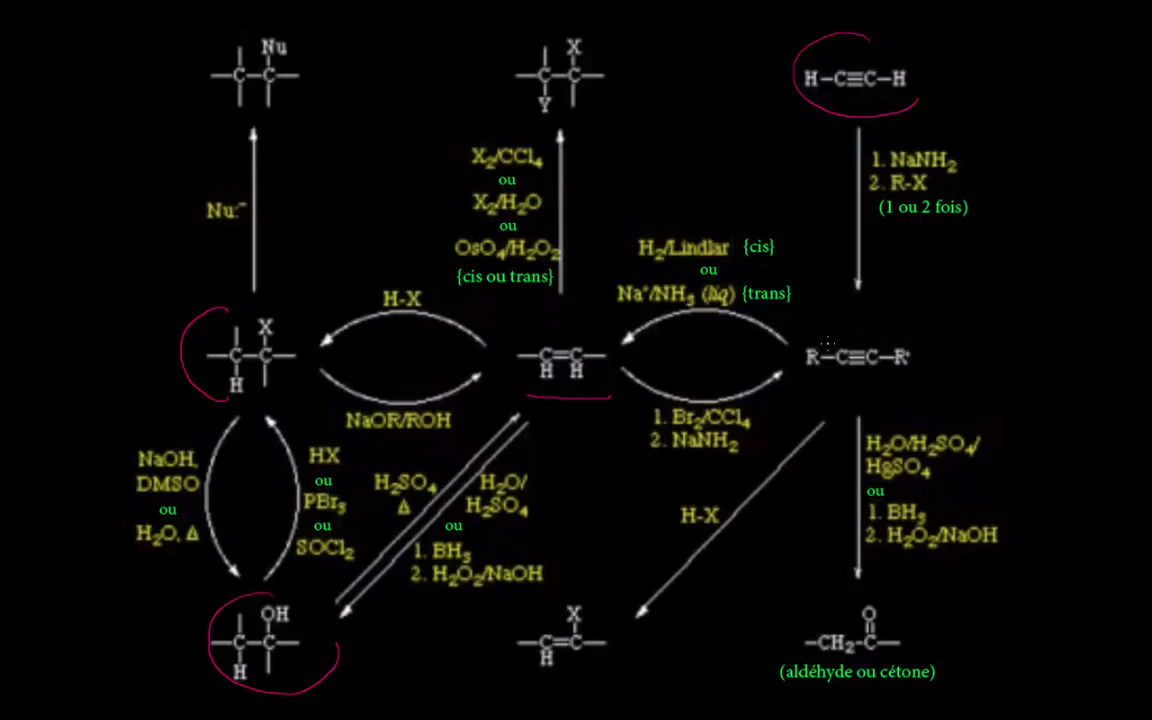 Nu
—C—C—
X
—C—C—
Y
H—C≡C—H
X₂/CCl₄
ou
X₂/H₂O
ou
OsO₄/H₂O₂
{cis ou trans}
1. NaNH₂
2. R-X
(1 ou 2 fois)
Nu:⁻
H₂/Lindlar {cis}
ou
Na°/NH₃ (liq) {trans}
H-X
X
—C—C—
H
—C=C—
H H
R—C≡C—R'
NaOR/ROH
1. Br₂/CCl₄
2. NaNH₂
NaOH,
DMSO
ou
H₂O, Δ
HX
ou
PBr₃
ou
SOCl₂
H₂SO₄
Δ
H₂O/
H₂SO₄
ou
1. BH₃
2. H₂O₂/NaOH
H-X
H₂O/H₂SO₄/
HgSO₄
ou
1. BH₃
2. H₂O₂/NaOH
OH
—C—C—
H
X
—C=C—
H
O
—CH₂—C—
(aldéhyde ou cétone)